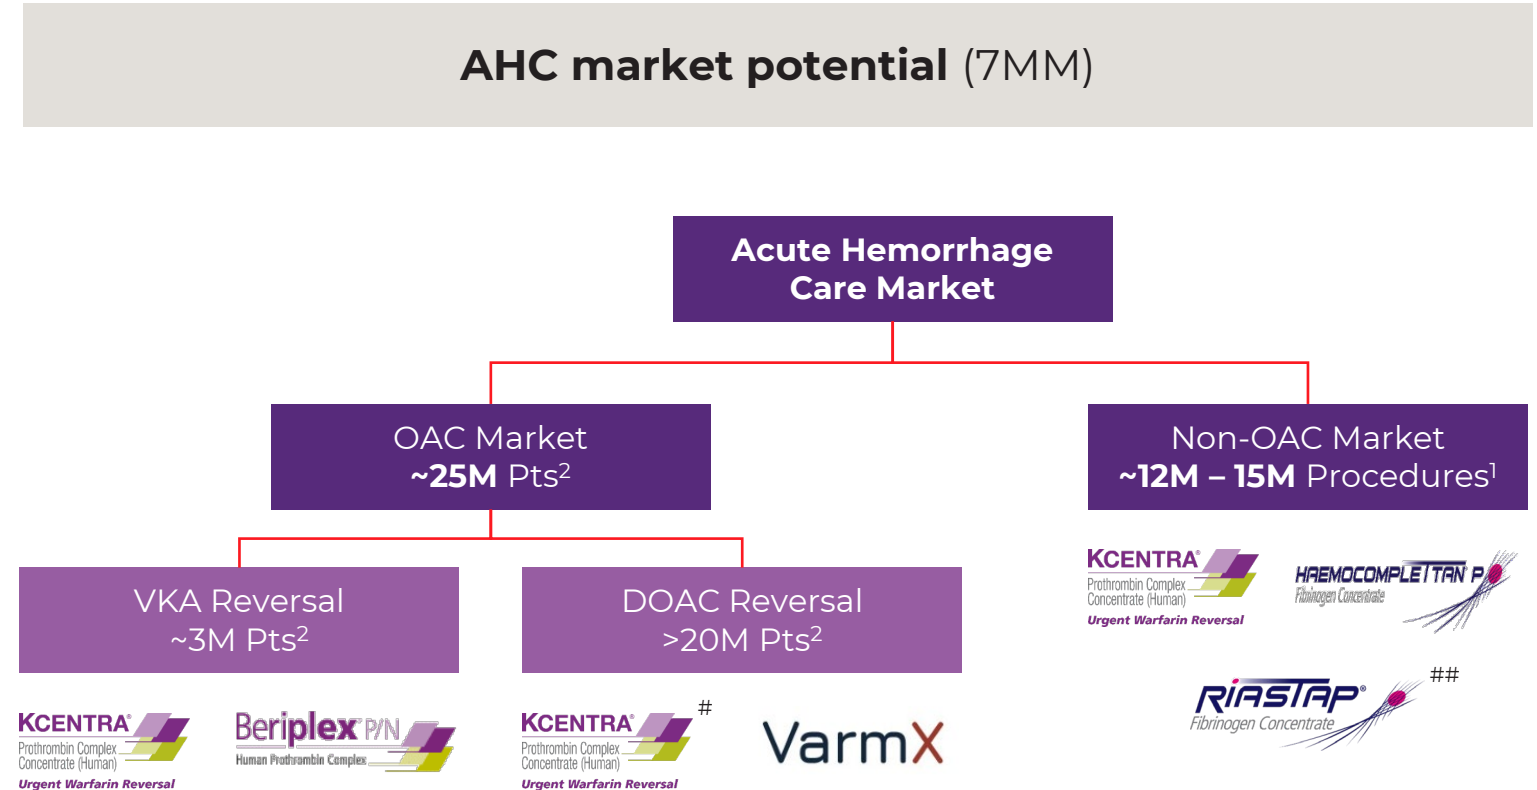 AHC market potential (7MM)
Acute Hemorrhage
Care Market
OAC Market
~25M Pts²
Non-OAC Market
~12M – 15M Procedures¹
VKA Reversal
~3M Pts²
DOAC Reversal
>20M Pts²
KCENTRA®
Prothrombin Complex
Concentrate (Human)
Urgent Warfarin Reversal
Beriplex® P/N
Human Prothrombin Complex
KCENTRA®
Prothrombin Complex
Concentrate (Human)
Urgent Warfarin Reversal
#
VarmX
KCENTRA®
Prothrombin Complex
Concentrate (Human)
Urgent Warfarin Reversal
HAEMOCOMPLETTAN® P
Fibrinogen Concentrate
RiaSTAP®
Fibrinogen Concentrate
##